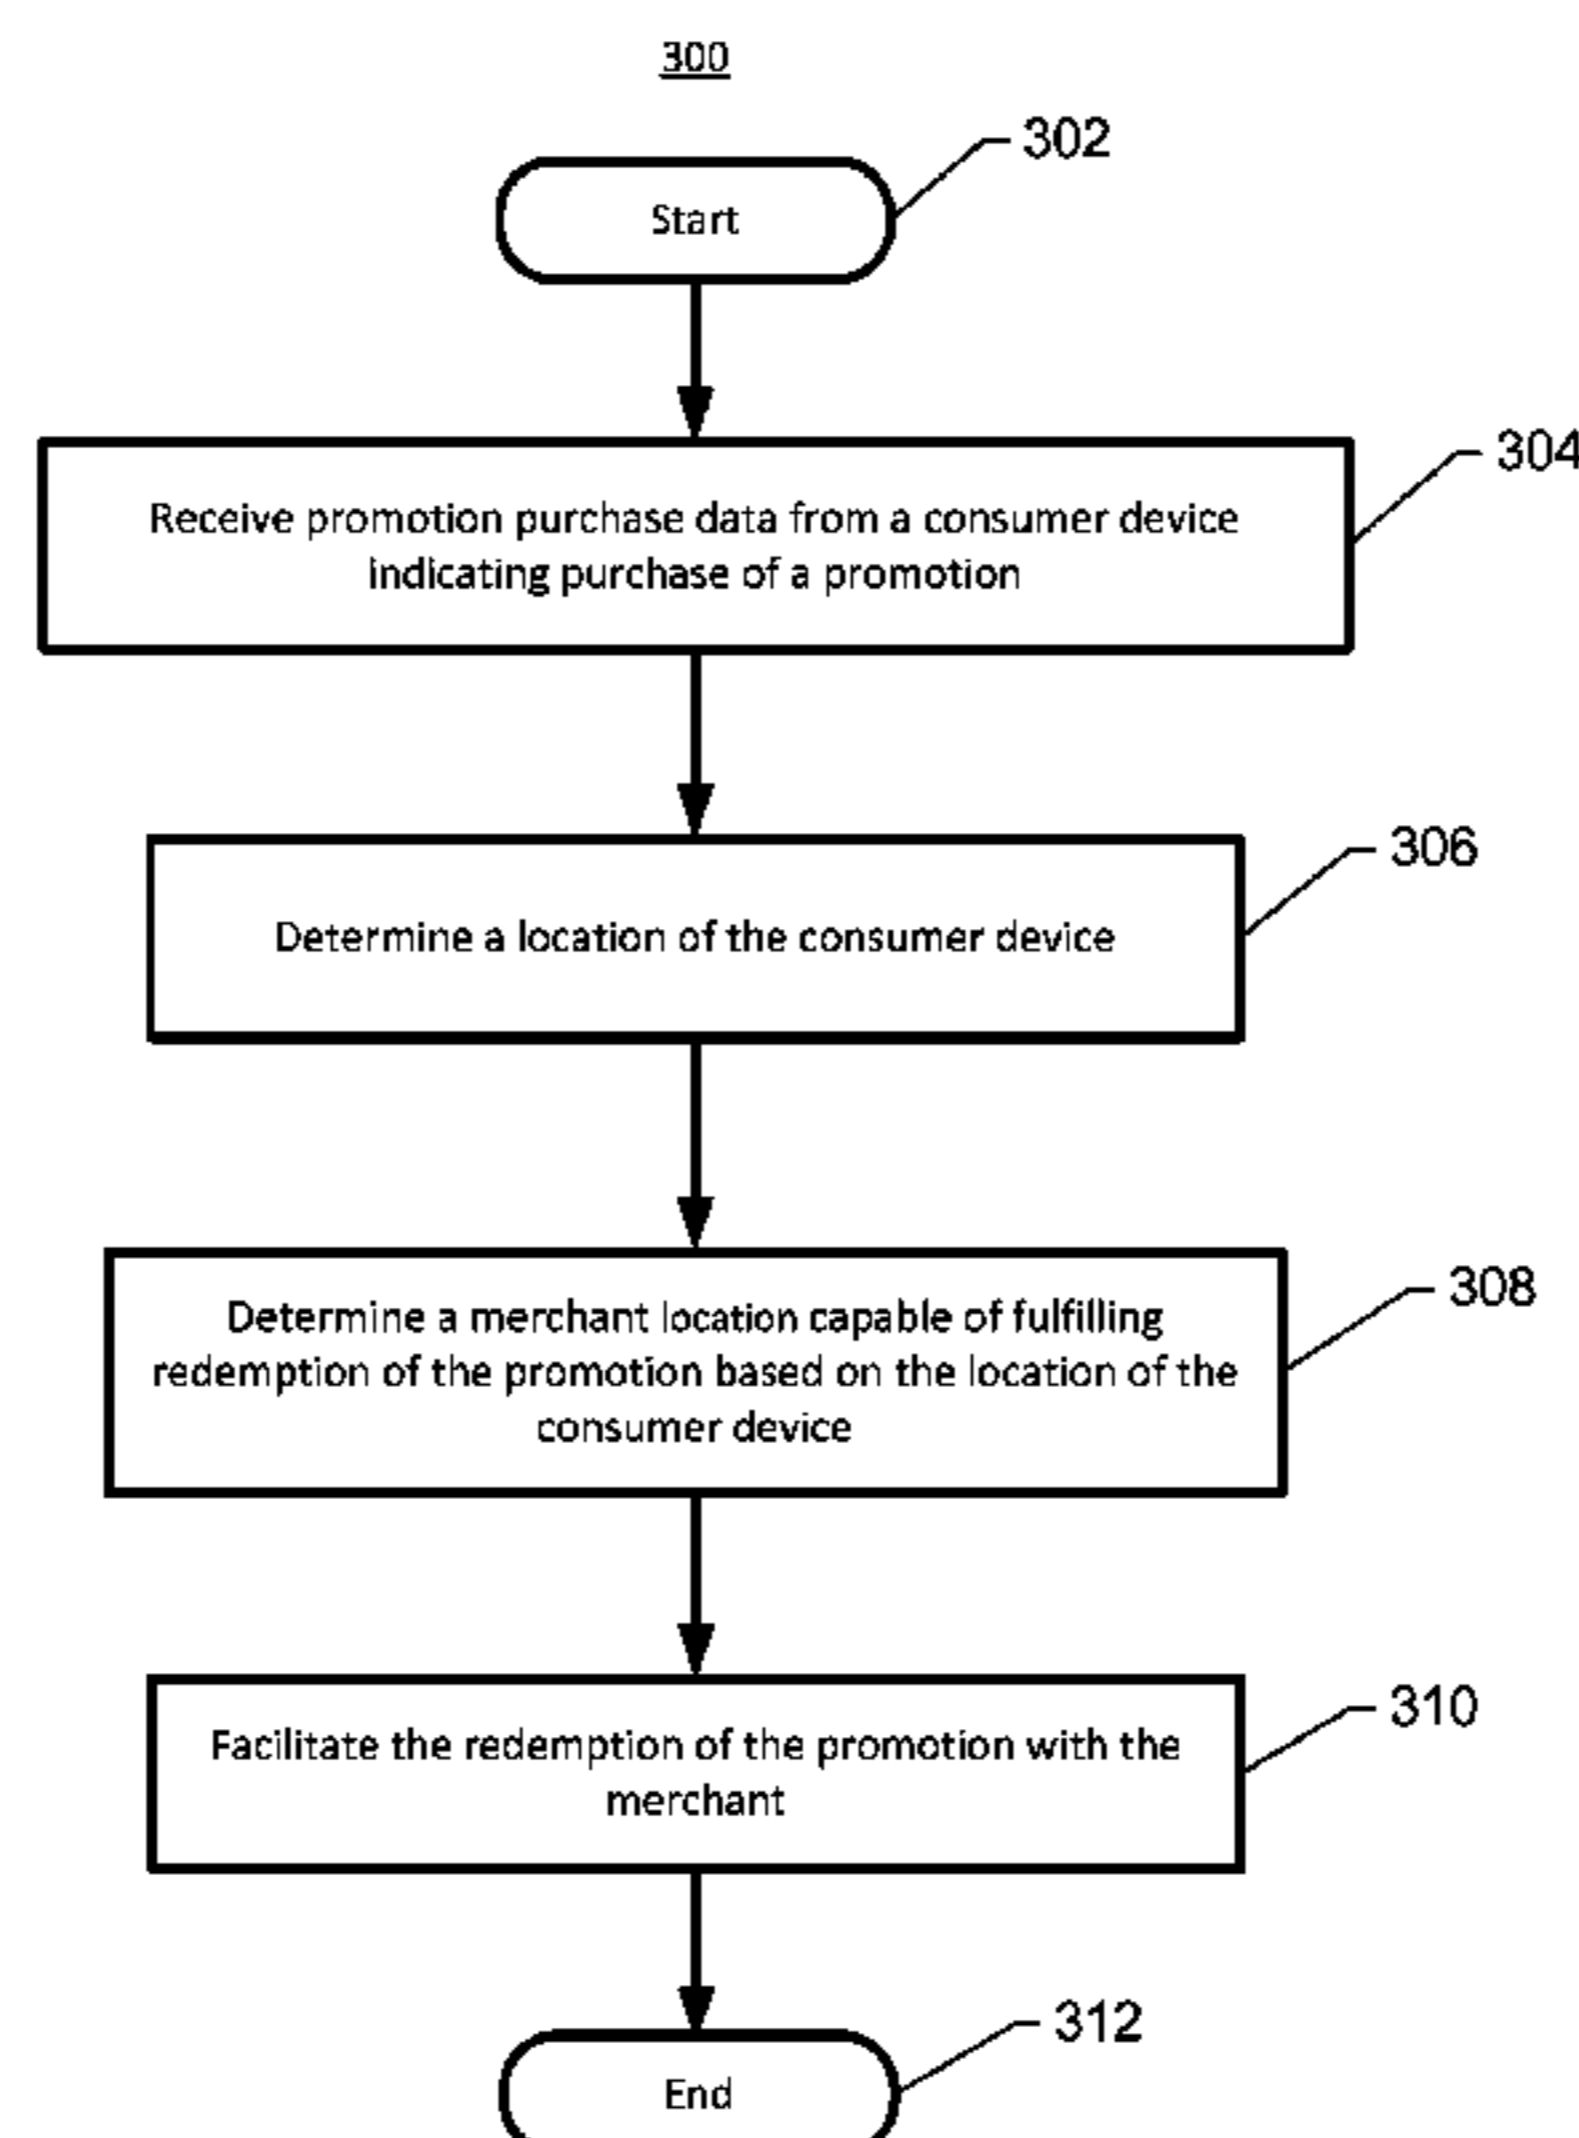 300
302
Start
304
Receive promotion purchase data from a consumer device
indicating purchase of a promotion
306
Determine a location of the consumer device
308
Determine a merchant location capable of fulfilling
redemption of the promotion based on the location of the
consumer device
310
Facilitate the redemption of the promotion with the
merchant
312
End